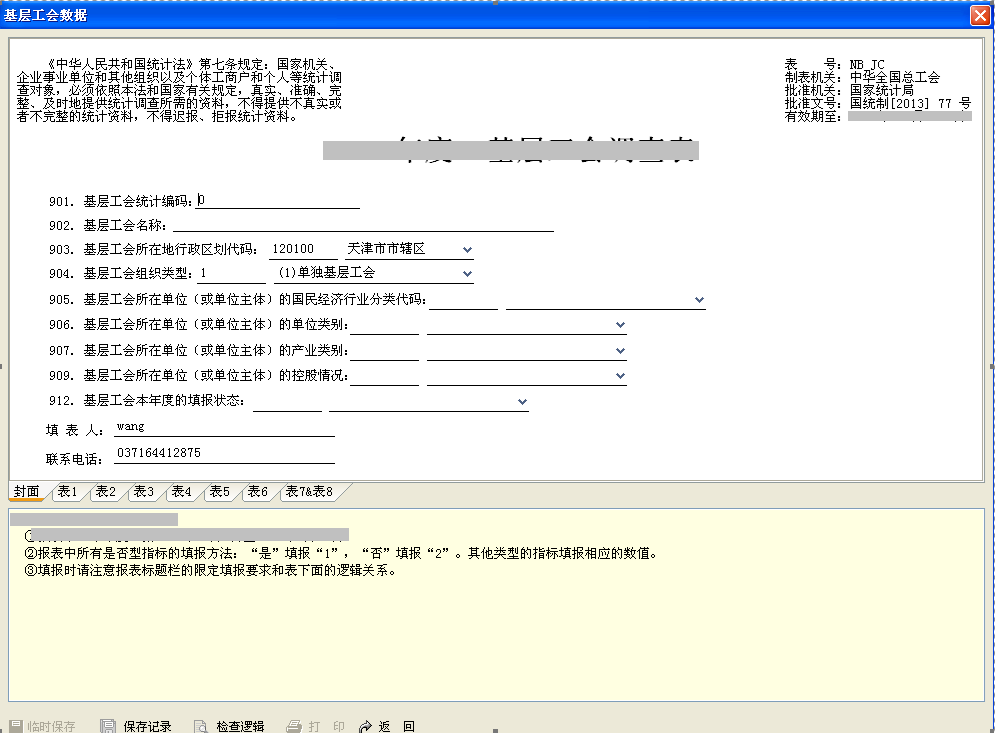 基层工会数据
《中华人民共和国统计法》第七条规定：国家机关、
企业事业单位和其他组织以及个体工商户和个人等统计调
查对象，必须依照本法和国家有关规定，真实、准确、完
整、及时地提供统计调查所需的资料，不得提供不真实或
者不完整的统计资料，不得迟报、拒报统计资料。
表　　号: NB_JC
制表机关: 中华全国总工会
批准机关: 国家统计局
批准文号: 国统制[2013] 77 号
有效期至:
年度 基层工会调查表
901. 基层工会统计编码: 0
902. 基层工会名称:
903. 基层工会所在地行政区划代码: 120100 天津市市辖区
904. 基层工会组织类型: 1 (1)单独基层工会
905. 基层工会所在单位（或单位主体）的国民经济行业分类代码:
906. 基层工会所在单位（或单位主体）的单位类别:
907. 基层工会所在单位（或单位主体）的产业类别:
909. 基层工会所在单位（或单位主体）的控股情况:
912. 基层工会本年度的填报状态:
填 表 人: wang
联系电话: 037164412875
封面 表1 表2 表3 表4 表5 表6 表7&表8
①
②报表中所有是否型指标的填报方法：“是”填报“1”，“否”填报“2”。其他类型的指标填报相应的数值。
③填报时请注意报表标题栏的限定填报要求和表下面的逻辑关系。
临时保存 保存记录 检查逻辑 打 印 返 回